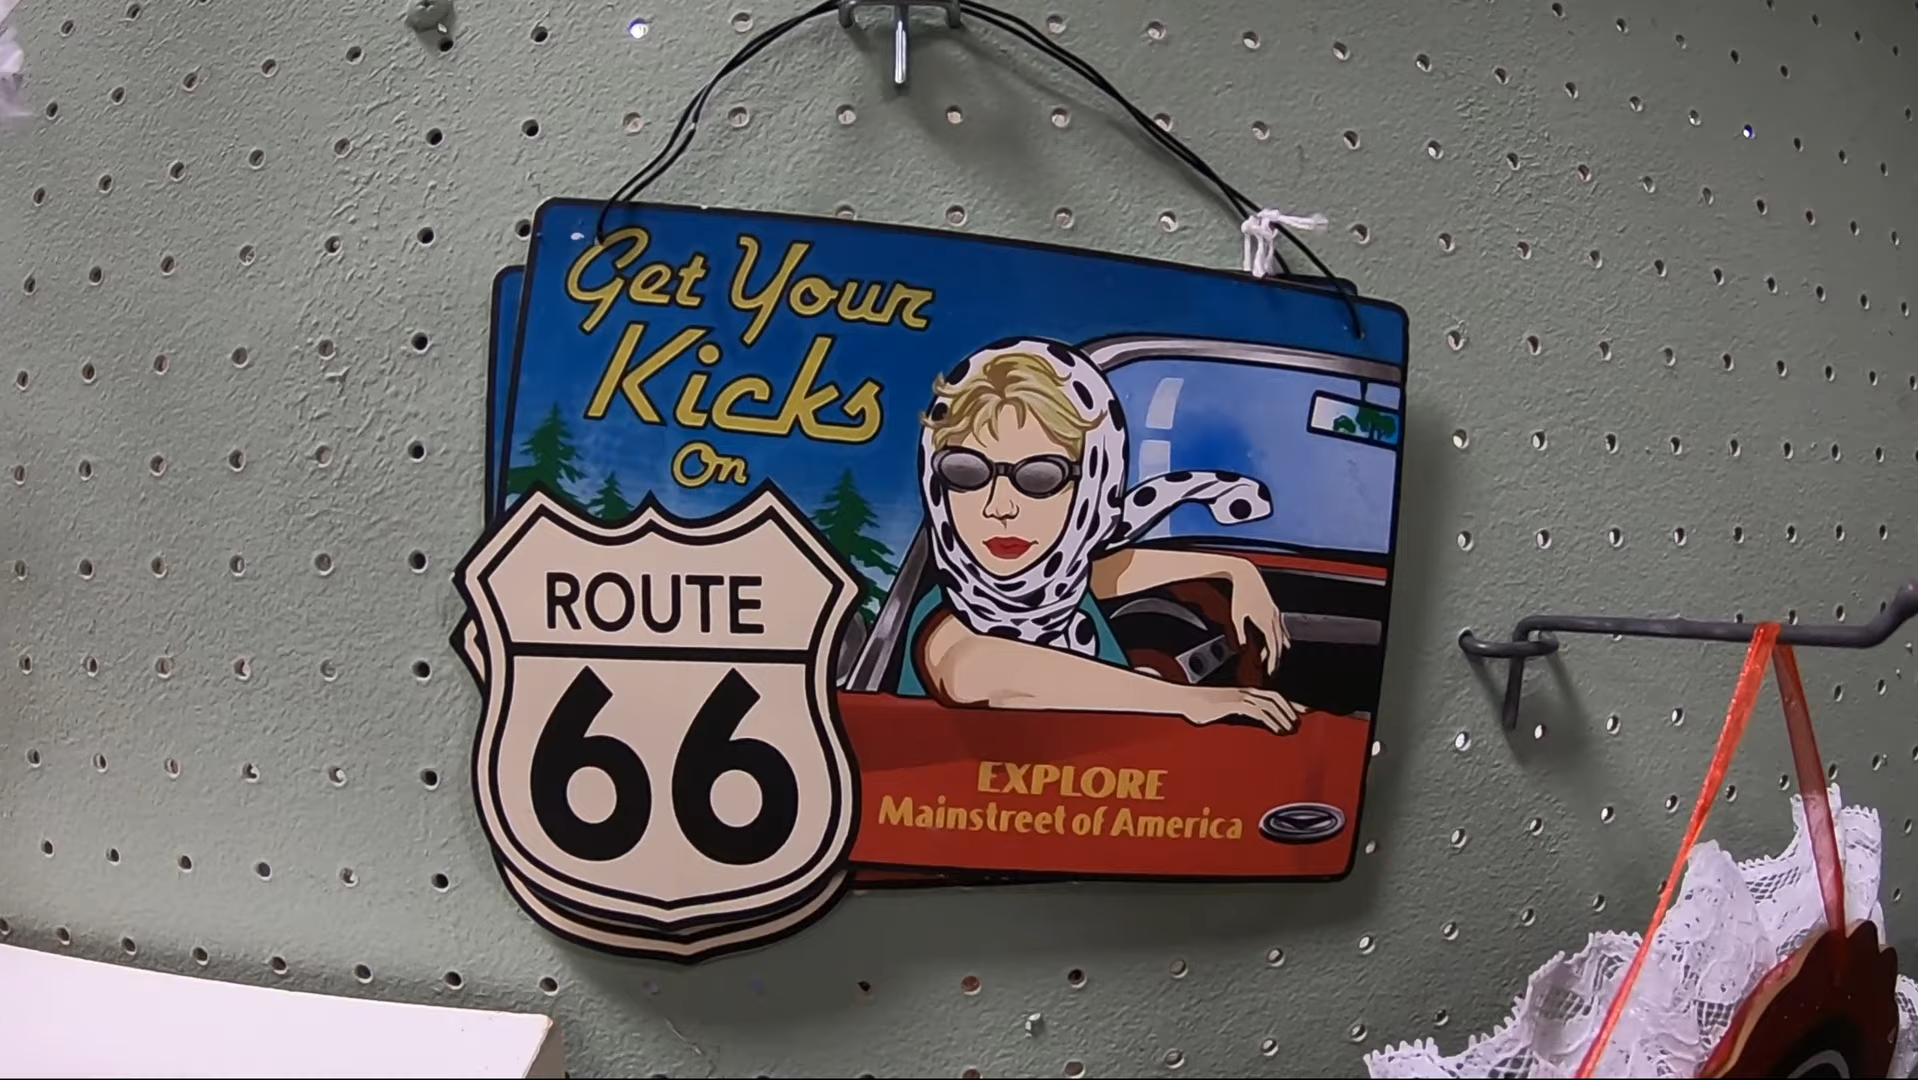 Get Your
Kicks
On
ROUTE
66
EXPLORE
Mainstreet of America